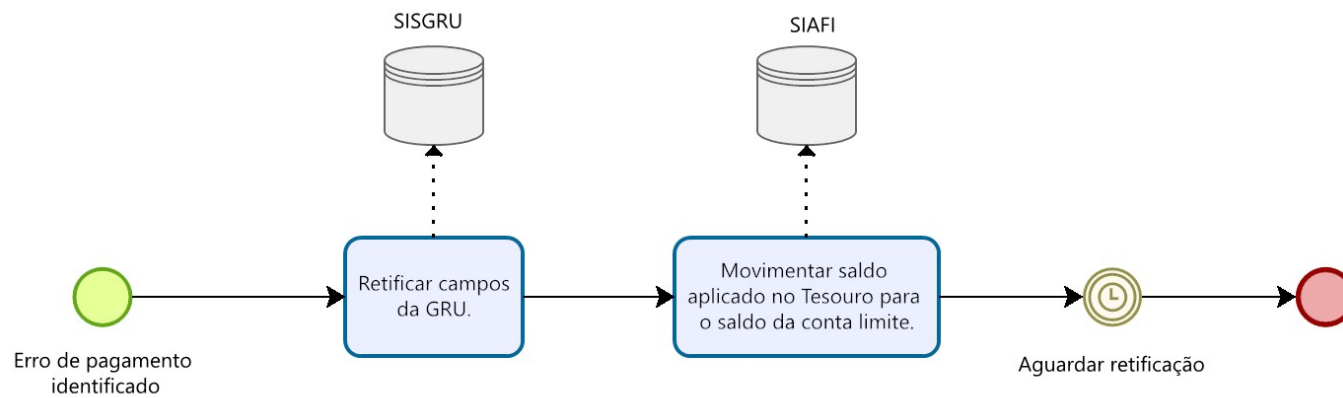 SISGRU
SIAFI
Retificar campos
da GRU.
Movimentar saldo
aplicado no Tesouro para
o saldo da conta limite.
Erro de pagamento
identificado
Aguardar retificação